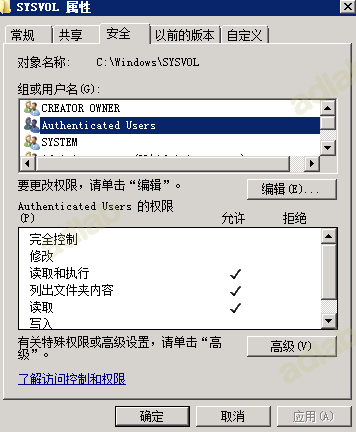 SYSVOL 属性
常规 共享 安全 以前的版本 自定义
对象名称: C:\Windows\SYSVOL
组或用户名(G):
CREATOR OWNER
Authenticated Users
SYSTEM
要更改权限，请单击“编辑”。
编辑(E)...
Authenticated Users 的权限
(P) 允许 拒绝
完全控制
修改
读取和执行
列出文件夹内容
读取
写入
有关特殊权限或高级设置，请单击“高
级”。
高级(V)
了解访问控制和权限
确定 取消 应用(A)
adlab